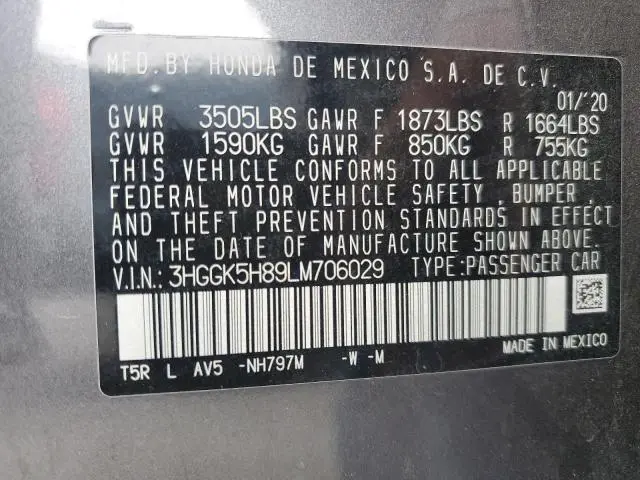 MFD. BY HONDA DE MEXICO S.A. DE C.V.
01/'20
GVWR 3505LBS GAWR F 1873LBS R 1664LBS
GVWR 1590KG GAWR F 850KG R 755KG
THIS VEHICLE CONFORMS TO ALL APPLICABLE
FEDERAL MOTOR VEHICLE SAFETY , BUMPER ,
AND THEFT PREVENTION STANDARDS IN EFFECT
ON THE DATE OF MANUFACTURE SHOWN ABOVE.
V.I.N.: 3HGGK5H89LM706029 TYPE:PASSENGER CAR
T5R L AV5 -NH797M -W -M MADE IN MEXICO